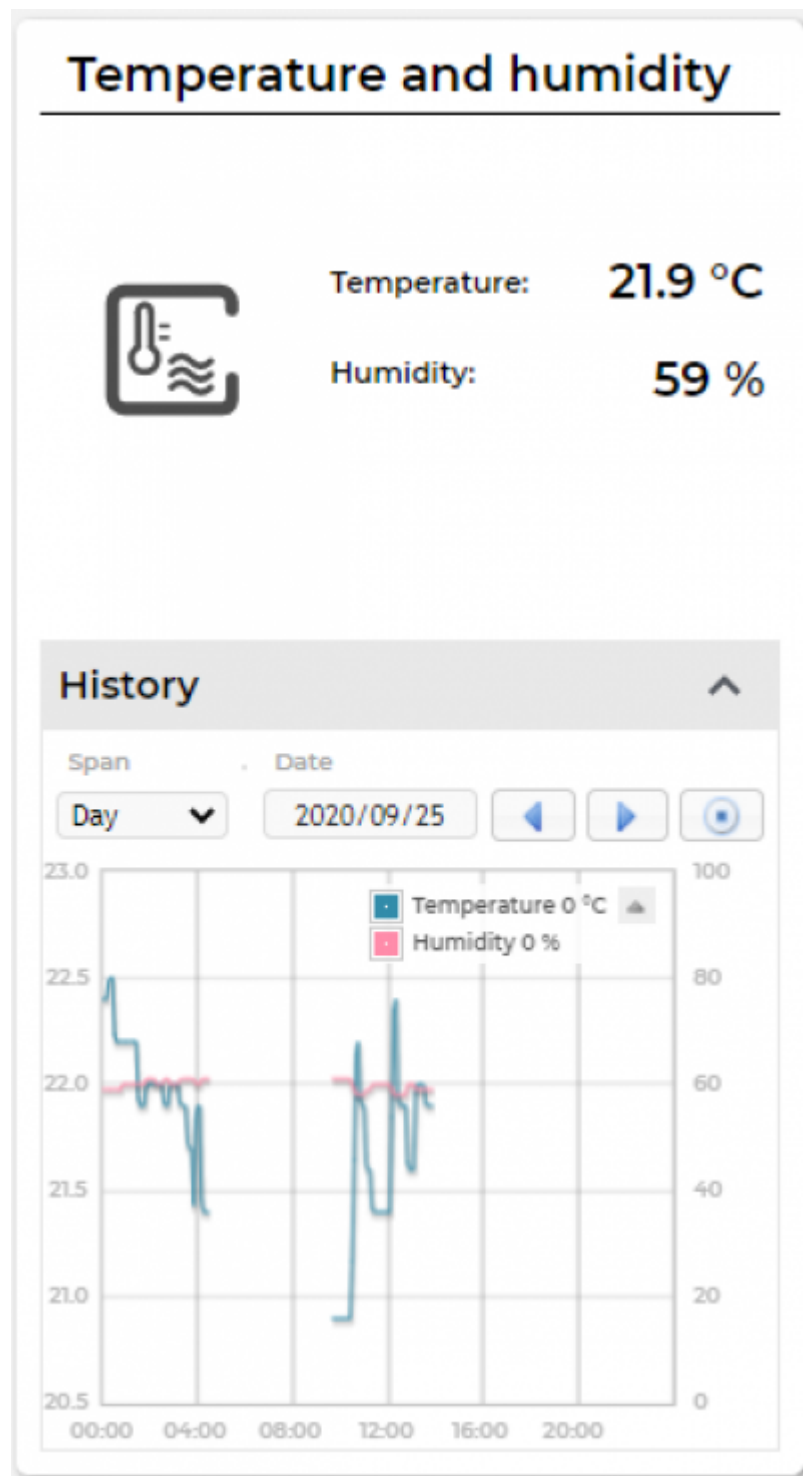 Temperature and humidity
Temperature: 21.9 °C
Humidity: 59 %
History
Span . Date
Day 2020/09/25
23.0 100
Temperature 0 °C
Humidity 0 %
22.5 80
22.0 60
21.5 40
21.0 20
20.5 0
00:00 04:00 08:00 12:00 16:00 20:00